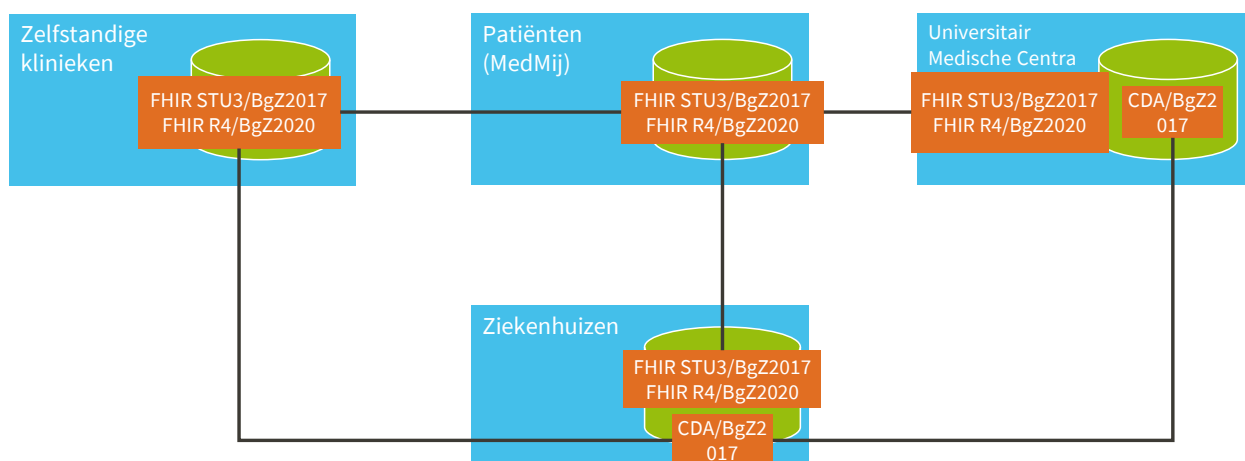 Zelfstandige
klinieken
FHIR STU3/BgZ2017
FHIR R4/BgZ2020
Patiënten
(MedMij)
FHIR STU3/BgZ2017
FHIR R4/BgZ2020
Universitair
Medische Centra
FHIR STU3/BgZ2017
FHIR R4/BgZ2020
CDA/BgZ2
017
Ziekenhuizen
FHIR STU3/BgZ2017
FHIR R4/BgZ2020
CDA/BgZ2
017